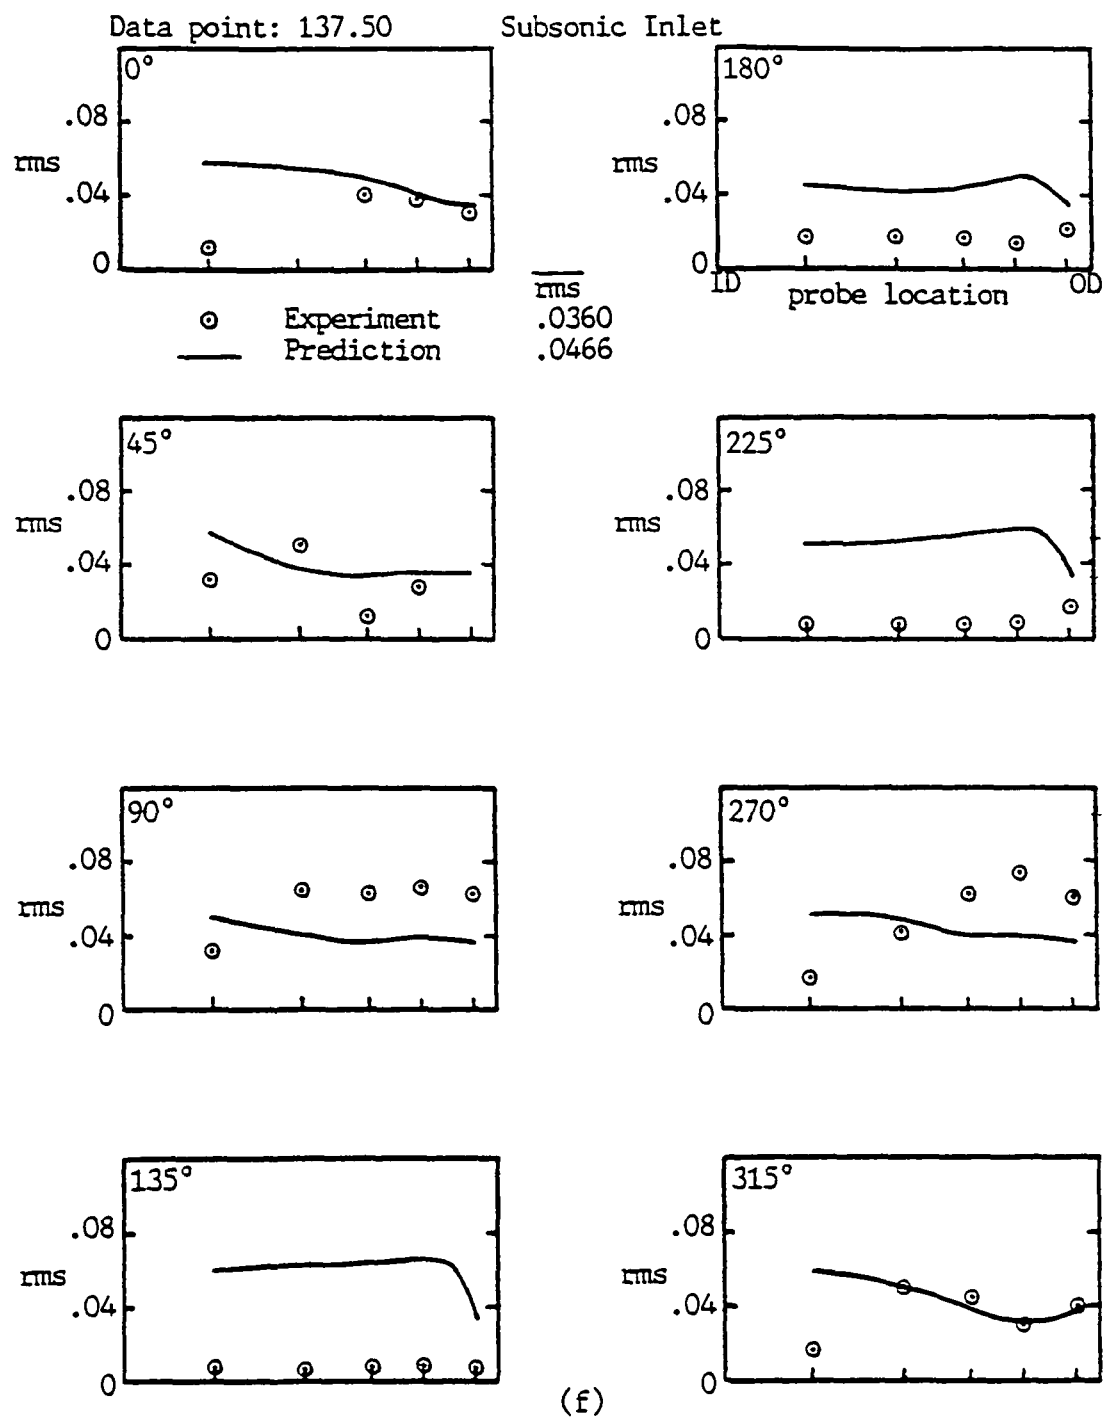 Data point: 137.50 Subsonic Inlet
0°
.08
rms
.04
0
180°
.08
rms
.04
0
ID probe location OD
rms
Experiment .0360
Prediction .0466
45°
.08
rms
.04
0
225°
.08
rms
.04
0
90°
.08
rms
.04
0
270°
.08
rms
.04
0
135°
.08
rms
.04
0
315°
.08
rms
.04
0
(f)